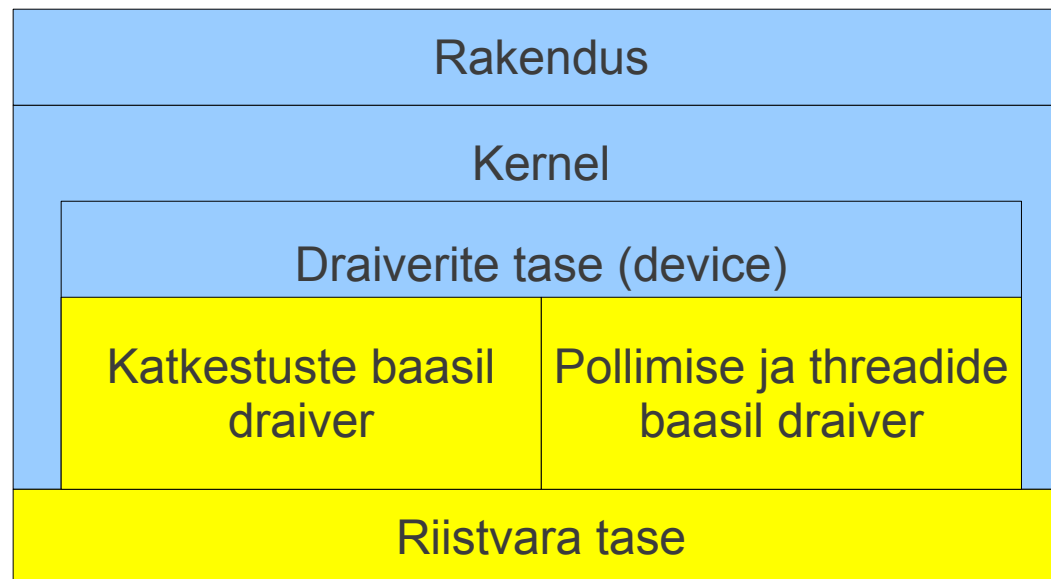 Rakendus
Kernel
Draiverite tase (device)
Katkestuste baasil
draiver
Pollimise ja threadide
baasil draiver
Riistvara tase